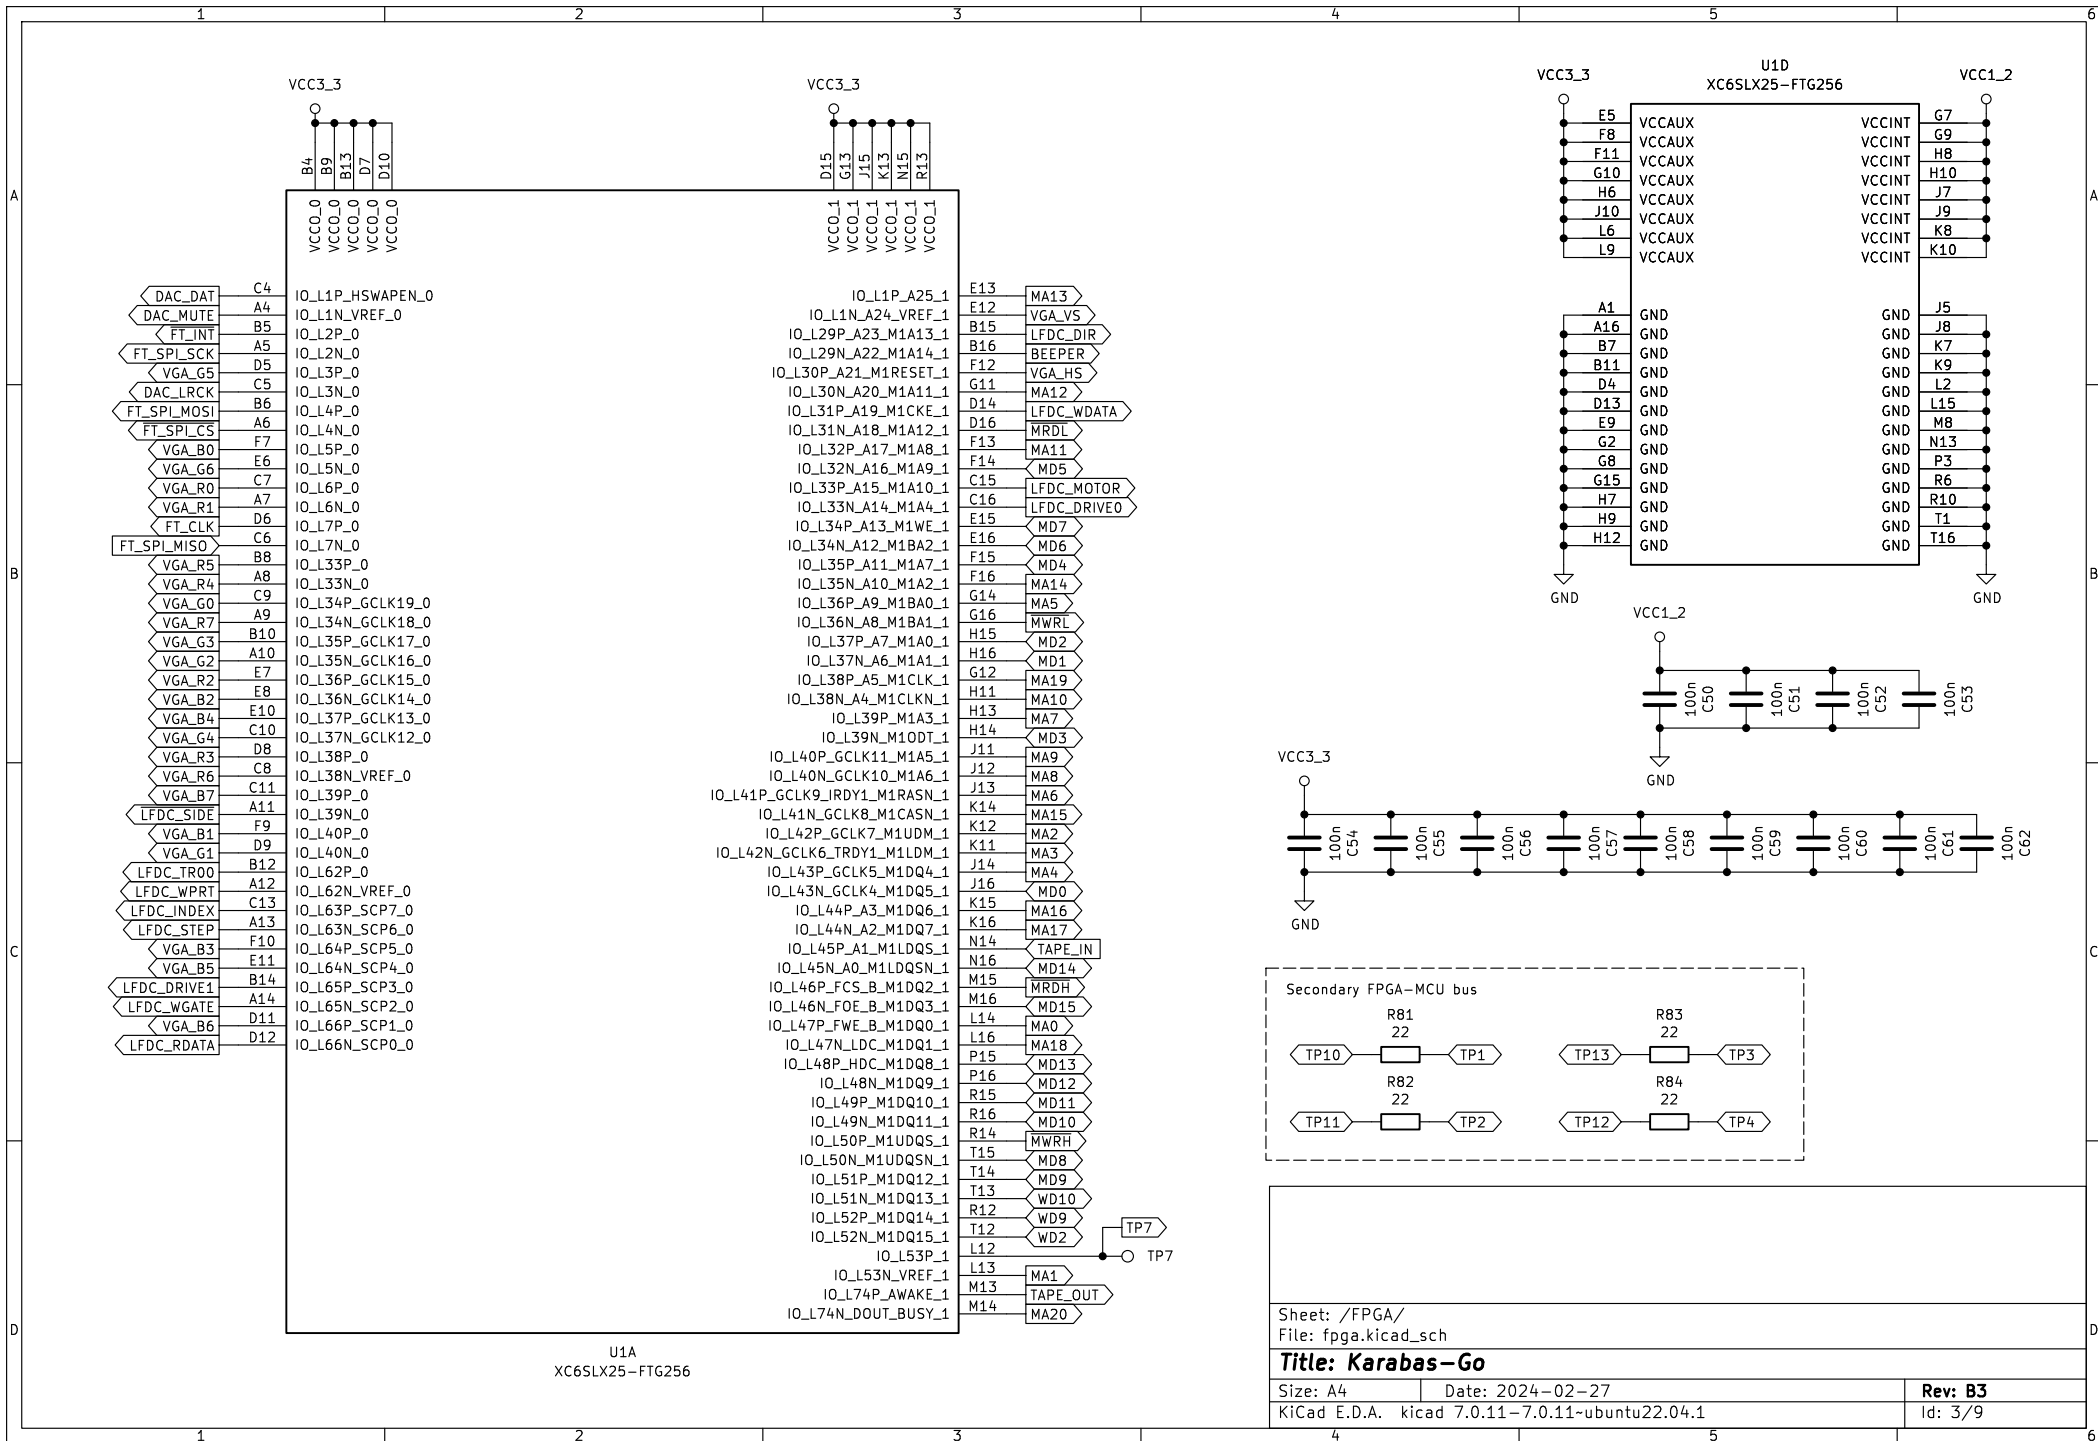 1 2 3 4 5 6
A
B
C
D
VCC3_3
B4 B9 B13 D7 D10
VCCO_0 VCCO_0 VCCO_0 VCCO_0 VCCO_0
VCC3_3
D15 G13 J15 K13 N15 R13
VCCO_1 VCCO_1 VCCO_1 VCCO_1 VCCO_1 VCCO_1
DAC_DAT C4 IO_L1P_HSWAPEN_0
DAC_MUTE A4 IO_L1N_VREF_0
FT_INT B5 IO_L2P_0
FT_SPI_SCK A5 IO_L2N_0
VGA_G5 D5 IO_L3P_0
DAC_LRCK C5 IO_L3N_0
FT_SPI_MOSI B6 IO_L4P_0
FT_SPI_CS A6 IO_L4N_0
VGA_B0 F7 IO_L5P_0
VGA_G6 E6 IO_L5N_0
VGA_R0 C7 IO_L6P_0
VGA_R1 A7 IO_L6N_0
FT_CLK D6 IO_L7P_0
FT_SPI_MISO C6 IO_L7N_0
VGA_R5 B8 IO_L33P_0
VGA_R4 A8 IO_L33N_0
VGA_G0 C9 IO_L34P_GCLK19_0
VGA_R7 A9 IO_L34N_GCLK18_0
VGA_G3 B10 IO_L35P_GCLK17_0
VGA_G2 A10 IO_L35N_GCLK16_0
VGA_R2 E7 IO_L36P_GCLK15_0
VGA_B2 E8 IO_L36N_GCLK14_0
VGA_B4 E10 IO_L37P_GCLK13_0
VGA_G4 C10 IO_L37N_GCLK12_0
VGA_R3 D8 IO_L38P_0
VGA_R6 C8 IO_L38N_VREF_0
VGA_B7 C11 IO_L39P_0
LFDC_SIDE A11 IO_L39N_0
VGA_B1 F9 IO_L40P_0
VGA_G1 D9 IO_L40N_0
LFDC_TR00 B12 IO_L62P_0
LFDC_WPRT A12 IO_L62N_VREF_0
LFDC_INDEX C13 IO_L63P_SCP7_0
LFDC_STEP A13 IO_L63N_SCP6_0
VGA_B3 F10 IO_L64P_SCP5_0
VGA_B5 E11 IO_L64N_SCP4_0
LFDC_DRIVE1 B14 IO_L65P_SCP3_0
LFDC_WGATE A14 IO_L65N_SCP2_0
VGA_B6 D11 IO_L66P_SCP1_0
LFDC_RDATA D12 IO_L66N_SCP0_0
IO_L1P_A25_1 E13 MA13
IO_L1N_A24_VREF_1 E12 VGA_VS
IO_L29P_A23_M1A13_1 B15 LFDC_DIR
IO_L29N_A22_M1A14_1 B16 BEEPER
IO_L30P_A21_M1RESET_1 F12 VGA_HS
IO_L30N_A20_M1A11_1 G11 MA12
IO_L31P_A19_M1CKE_1 D14 LFDC_WDATA
IO_L31N_A18_M1A12_1 D16 MRDL
IO_L32P_A17_M1A8_1 F13 MA11
IO_L32N_A16_M1A9_1 F14 MD5
IO_L33P_A15_M1A10_1 C15 LFDC_MOTOR
IO_L33N_A14_M1A4_1 C16 LFDC_DRIVE0
IO_L34P_A13_M1WE_1 E15 MD7
IO_L34N_A12_M1BA2_1 E16 MD6
IO_L35P_A11_M1A7_1 F15 MD4
IO_L35N_A10_M1A2_1 F16 MA14
IO_L36P_A9_M1BA0_1 G14 MA5
IO_L36N_A8_M1BA1_1 G16 MWRL
IO_L37P_A7_M1A0_1 H15 MD2
IO_L37N_A6_M1A1_1 H16 MD1
IO_L38P_A5_M1CLK_1 G12 MA19
IO_L38N_A4_M1CLKN_1 H11 MA10
IO_L39P_M1A3_1 H13 MA7
IO_L39N_M1ODT_1 H14 MD3
IO_L40P_GCLK11_M1A5_1 J11 MA9
IO_L40N_GCLK10_M1A6_1 J12 MA8
IO_L41P_GCLK9_IRDY1_M1RASN_1 J13 MA6
IO_L41N_GCLK8_M1CASN_1 K14 MA15
IO_L42P_GCLK7_M1UDM_1 K12 MA2
IO_L42N_GCLK6_TRDY1_M1LDM_1 K11 MA3
IO_L43P_GCLK5_M1DQ4_1 J14 MA4
IO_L43N_GCLK4_M1DQ5_1 J16 MD0
IO_L44P_A3_M1DQ6_1 K15 MA16
IO_L44N_A2_M1DQ7_1 K16 MA17
IO_L45P_A1_M1LDQS_1 N14 TAPE_IN
IO_L45N_A0_M1LDQSN_1 N16 MD14
IO_L46P_FCS_B_M1DQ2_1 M15 MRDH
IO_L46N_FOE_B_M1DQ3_1 M16 MD15
IO_L47P_FWE_B_M1DQ0_1 L14 MA0
IO_L47N_LDC_M1DQ1_1 L16 MA18
IO_L48P_HDC_M1DQ8_1 P15 MD13
IO_L48N_M1DQ9_1 P16 MD12
IO_L49P_M1DQ10_1 R15 MD11
IO_L49N_M1DQ11_1 R16 MD10
IO_L50P_M1UDQS_1 R14 MWRH
IO_L50N_M1UDQSN_1 T15 MD8
IO_L51P_M1DQ12_1 T14 MD9
IO_L51N_M1DQ13_1 T13 WD10
IO_L52P_M1DQ14_1 R12 WD9
IO_L52N_M1DQ15_1 T12 WD2
TP7
IO_L53P_1 L12 TP7
IO_L53N_VREF_1 L13 MA1
IO_L74P_AWAKE_1 M13 TAPE_OUT
IO_L74N_DOUT_BUSY_1 M14 MA20
U1A
XC6SLX25-FTG256
U1D
XC6SLX25-FTG256
VCC3_3 VCC1_2
E5 VCCAUX VCCINT G7
F8 VCCAUX VCCINT G9
F11 VCCAUX VCCINT H8
G10 VCCAUX VCCINT H10
H6 VCCAUX VCCINT J7
J10 VCCAUX VCCINT J9
L6 VCCAUX VCCINT K8
L9 VCCAUX VCCINT K10
A1 GND GND J5
A16 GND GND J8
B7 GND GND K7
B11 GND GND K9
D4 GND GND L2
D13 GND GND L15
E9 GND GND M8
G2 GND GND N13
G8 GND GND P3
G15 GND GND R6
H7 GND GND R10
H9 GND GND T1
H12 GND GND T16
GND GND
VCC1_2
100n C50 100n C51 100n C52 100n C53
GND
VCC3_3
100n C54 100n C55 100n C56 100n C57 100n C58 100n C59 100n C60 100n C61 100n C62
GND
Secondary FPGA-MCU bus
R81 R83
22 22
TP10 TP1 TP13 TP3
R82 R84
22 22
TP11 TP2 TP12 TP4
Sheet: /FPGA/
File: fpga.kicad_sch
Title: Karabas-Go
Size: A4 Date: 2024-02-27 Rev: B3
KiCad E.D.A. kicad 7.0.11-7.0.11~ubuntu22.04.1 Id: 3/9
A
B
C
D
1 2 3 4 5 6